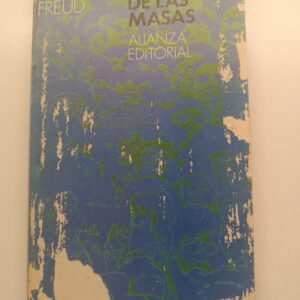 FREUD
DE LAS
MASAS
ALIANZA
EDITORIAL